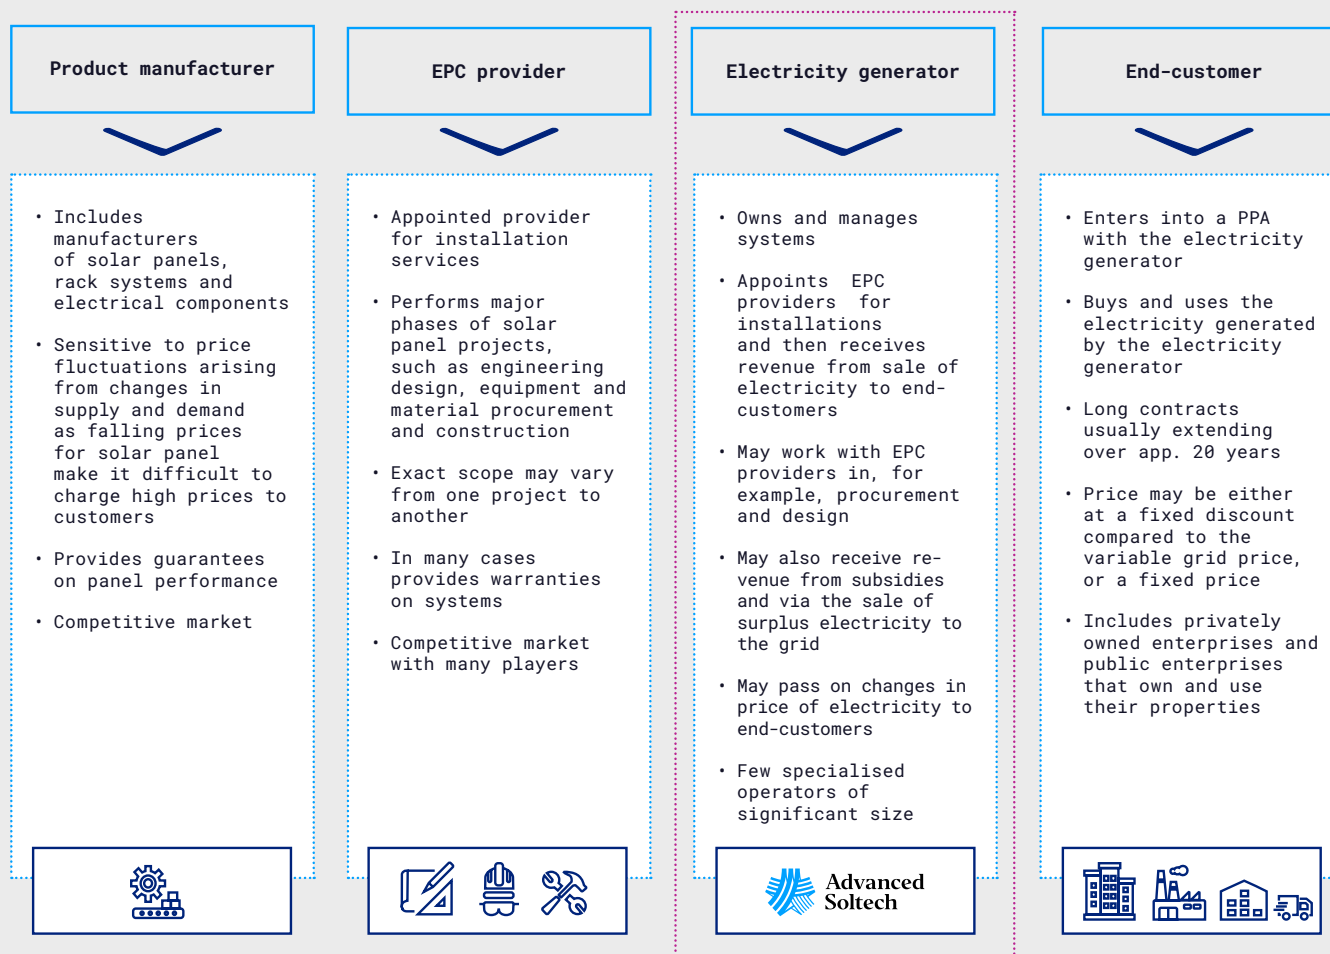 Product manufacturer
• Includes
manufacturers
of solar panels,
rack systems and
electrical components
• Sensitive to price
fluctuations arising
from changes in
supply and demand
as falling prices
for solar panel
make it difficult to
charge high prices to
customers
• Provides guarantees
on panel performance
• Competitive market
EPC provider
• Appointed provider
for installation
services
• Performs major
phases of solar
panel projects,
such as engineering
design, equipment and
material procurement
and construction
• Exact scope may vary
from one project to
another
• In many cases
provides warranties
on systems
• Competitive market
with many players
Electricity generator
• Owns and manages
systems
• Appoints EPC
providers for
installations
and then receives
revenue from sale of
electricity to end-
customers
• May work with EPC
providers in, for
example, procurement
and design
• May also receive re-
venue from subsidies
and via the sale of
surplus electricity to
the grid
• May pass on changes in
price of electricity to
end-customers
• Few specialised
operators of
significant size
Advanced
Soltech
End-customer
• Enters into a PPA
with the electricity
generator
• Buys and uses the
electricity generated
by the electricity
generator
• Long contracts
usually extending
over app. 20 years
• Price may be either
at a fixed discount
compared to the
variable grid price,
or a fixed price
• Includes privately
owned enterprises and
public enterprises
that own and use
their properties